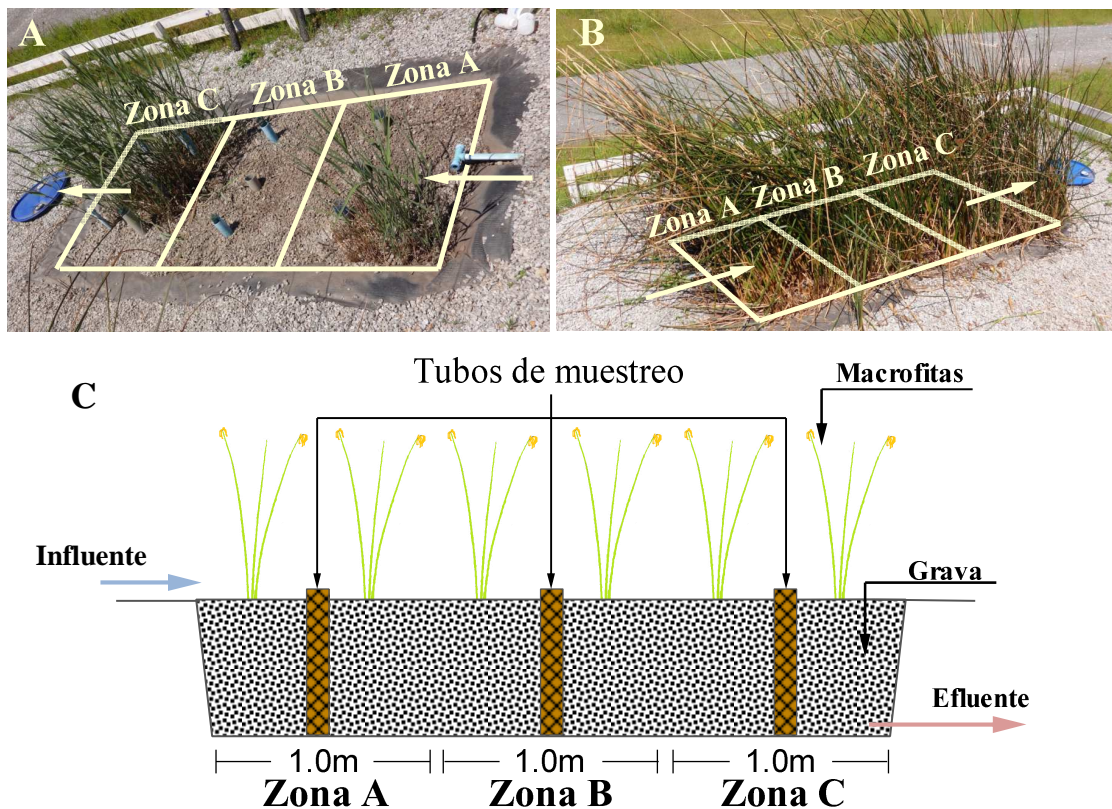 A
Zona C
Zona B
Zona A
B
Zona A
Zona B
Zona C
C
Tubos de muestreo
Macrofitas
Influente
Grava
Efluente
1.0m
1.0m
1.0m
Zona A
Zona B
Zona C